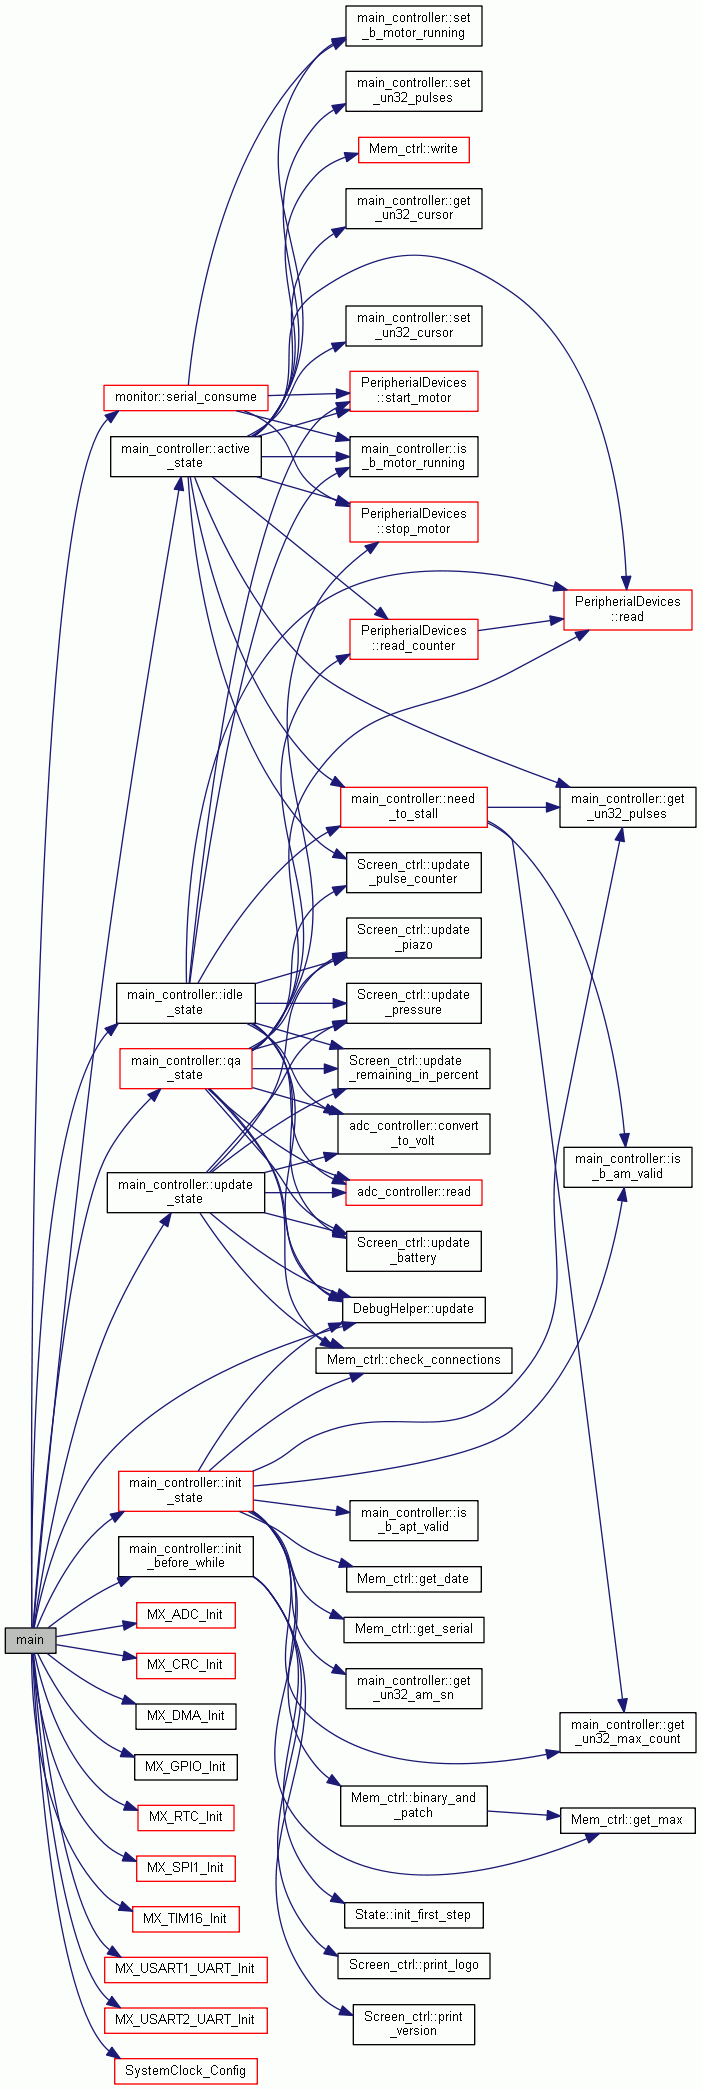 main_controller::set
_b_motor_running
main_controller::set
_un32_pulses
Mem_ctrl::write
main_controller::get
_un32_cursor
main_controller::set
_un32_cursor
monitor::serial_consume
PeripherialDevices
::start_motor
main_controller::active
_state
main_controller::is
_b_motor_running
PeripherialDevices
::stop_motor
PeripherialDevices
::read
PeripherialDevices
::read_counter
main_controller::need
_to_stall
main_controller::get
_un32_pulses
Screen_ctrl::update
_pulse_counter
Screen_ctrl::update
_piazo
main_controller::idle
_state
Screen_ctrl::update
_pressure
main_controller::qa
_state
Screen_ctrl::update
_remaining_in_percent
adc_controller::convert
_to_volt
main_controller::is
_b_am_valid
main_controller::update
_state
adc_controller::read
Screen_ctrl::update
_battery
DebugHelper::update
Mem_ctrl::check_connections
main_controller::init
_state
main_controller::is
_b_apt_valid
main_controller::init
_before_while
Mem_ctrl::get_date
MX_ADC_Init
Mem_ctrl::get_serial
main
MX_CRC_Init
main_controller::get
_un32_am_sn
MX_DMA_Init
main_controller::get
_un32_max_count
MX_GPIO_Init
Mem_ctrl::binary_and
_patch
MX_RTC_Init
Mem_ctrl::get_max
MX_SPI1_Init
State::init_first_step
MX_TIM16_Init
Screen_ctrl::print_logo
MX_USART1_UART_Init
MX_USART2_UART_Init
Screen_ctrl::print
_version
SystemClock_Config